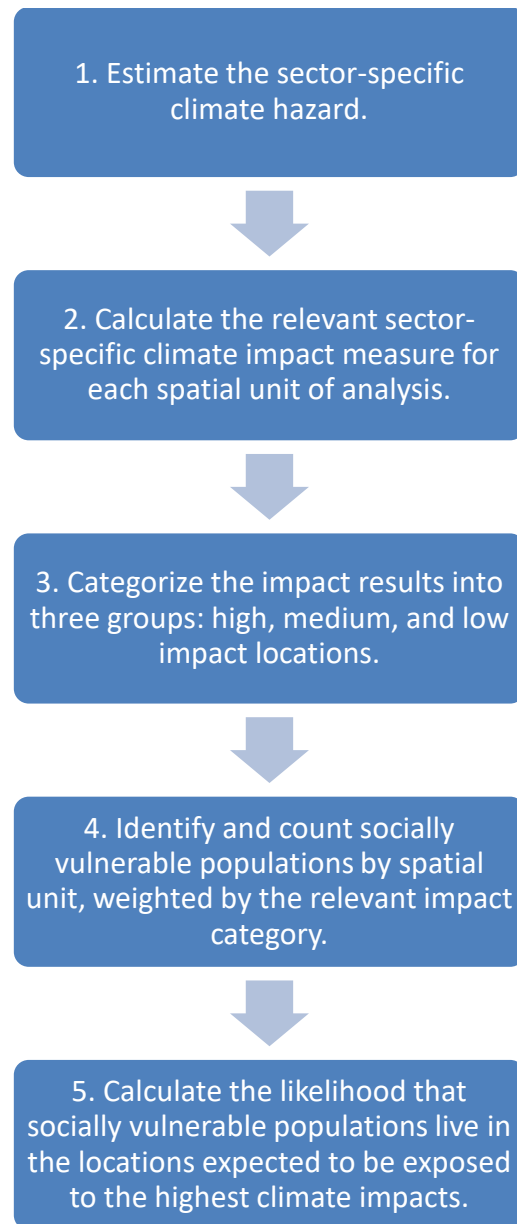 1. Estimate the sector-specific
climate hazard.
2. Calculate the relevant sector-
specific climate impact measure for
each spatial unit of analysis.
3. Categorize the impact results into
three groups: high, medium, and low
impact locations.
4. Identify and count socially
vulnerable populations by spatial
unit, weighted by the relevant impact
category.
5. Calculate the likelihood that
socially vulnerable populations live in
the locations expected to be exposed
to the highest climate impacts.